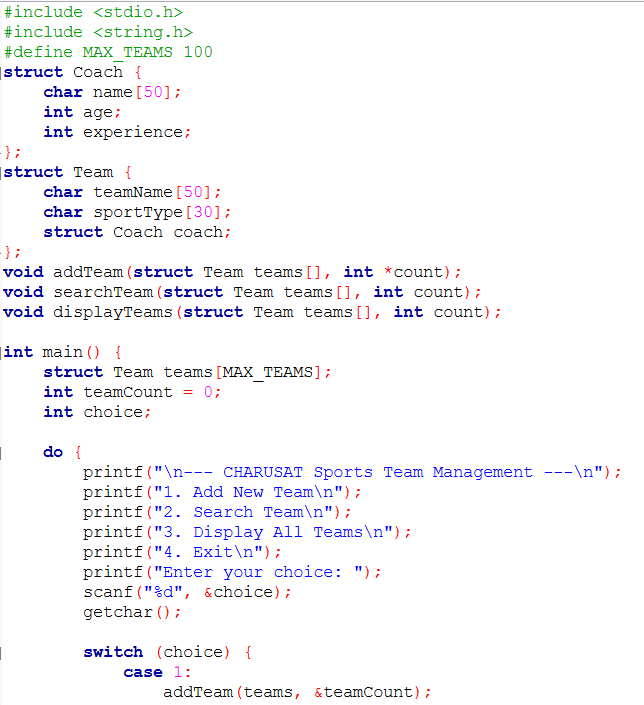 #include <stdio.h>
#include <string.h>
#define MAX_TEAMS 100
struct Coach {
    char name[50];
    int age;
    int experience;
};
struct Team {
    char teamName[50];
    char sportType[30];
    struct Coach coach;
};
void addTeam(struct Team teams[], int *count);
void searchTeam(struct Team teams[], int count);
void displayTeams(struct Team teams[], int count);

int main() {
    struct Team teams[MAX_TEAMS];
    int teamCount = 0;
    int choice;

    do {
        printf("\n--- CHARUSAT Sports Team Management ---\n");
        printf("1. Add New Team\n");
        printf("2. Search Team\n");
        printf("3. Display All Teams\n");
        printf("4. Exit\n");
        printf("Enter your choice: ");
        scanf("%d", &choice);
        getchar();

        switch (choice) {
            case 1:
                addTeam(teams, &teamCount);